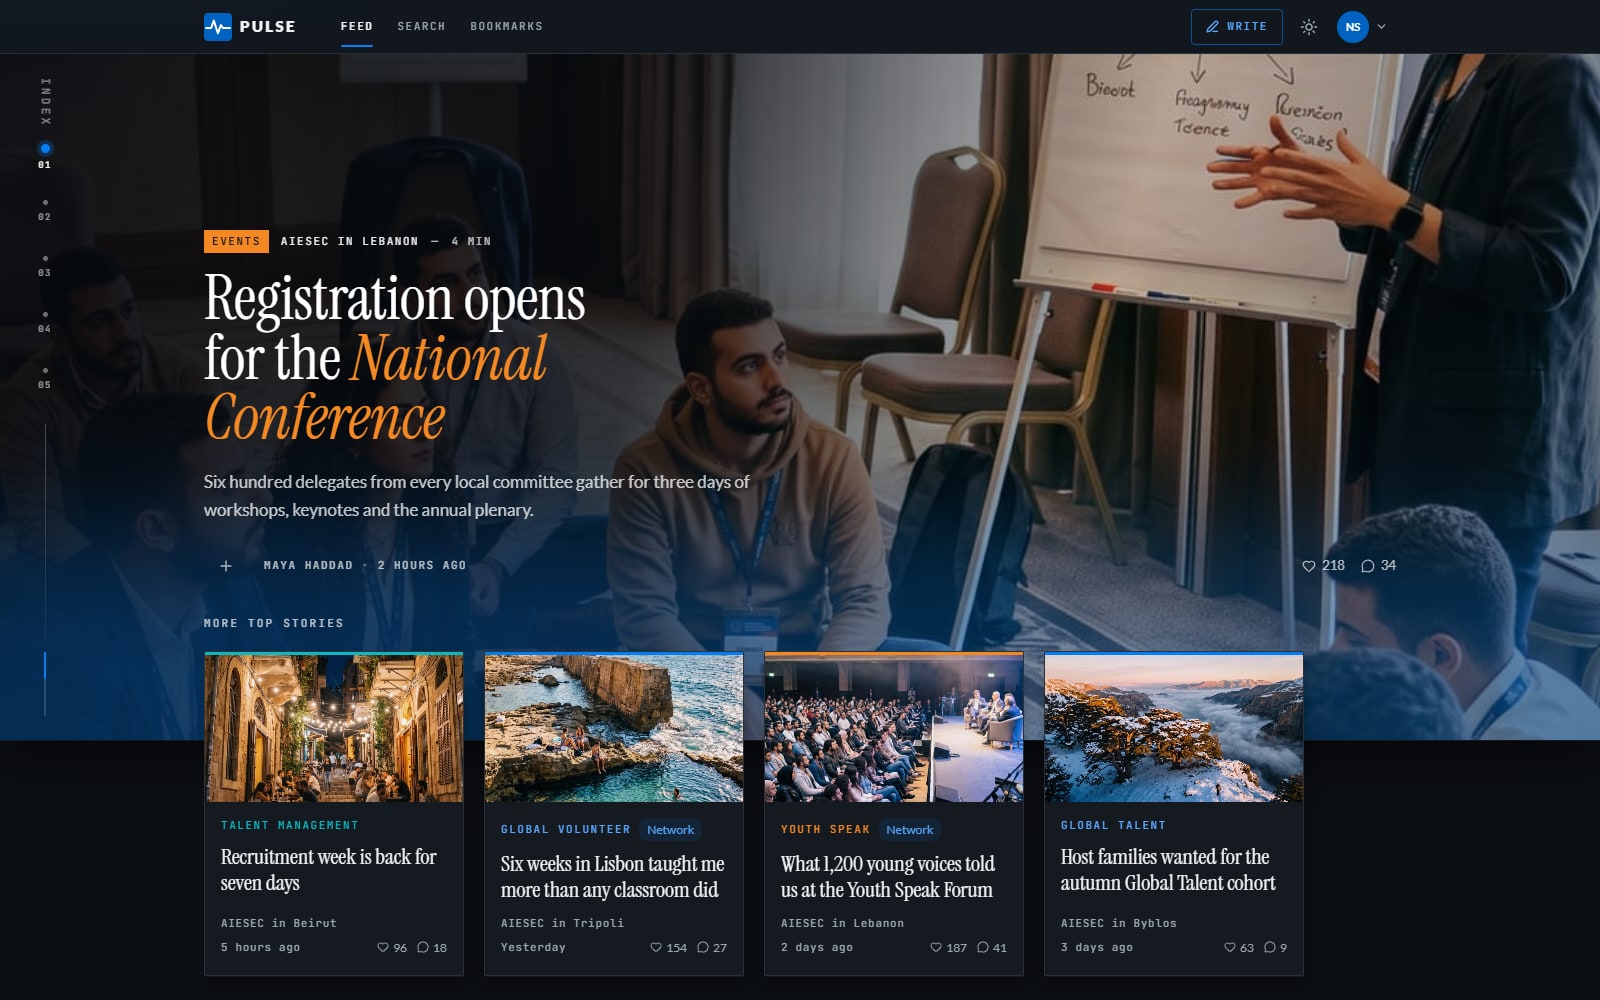 PULSE
FEED
SEARCH
BOOKMARKS
WRITE
NS
INDEX
01
02
03
04
05
EVENTS
AIESEC IN LEBANON — 4 MIN
Registration opens
for the National
Conference
Six hundred delegates from every local committee gather for three days of
workshops, keynotes and the annual plenary.
MAYA HADDAD · 2 HOURS AGO
218
34
MORE TOP STORIES
TALENT MANAGEMENT
Recruitment week is back for
seven days
AIESEC in Beirut
5 hours ago
96
18
GLOBAL VOLUNTEER
Network
Six weeks in Lisbon taught me
more than any classroom did
AIESEC in Tripoli
Yesterday
154
27
YOUTH SPEAK
Network
What 1,200 young voices told
us at the Youth Speak Forum
AIESEC in Lebanon
2 days ago
187
41
GLOBAL TALENT
Host families wanted for the
autumn Global Talent cohort
AIESEC in Byblos
3 days ago
63
9